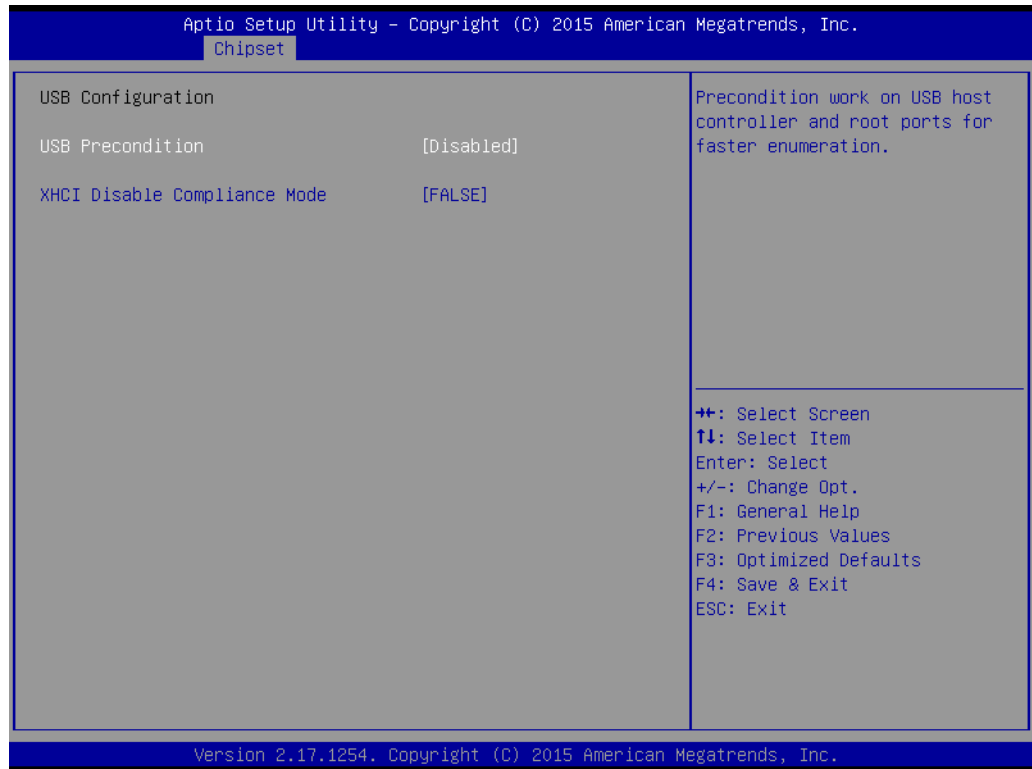 Aptio Setup Utility – Copyright (C) 2015 American Megatrends, Inc.
Chipset
USB Configuration
USB Precondition [Disabled]
XHCI Disable Compliance Mode [FALSE]
Precondition work on USB host
controller and root ports for
faster enumeration.
→←: Select Screen
↑↓: Select Item
Enter: Select
+/-: Change Opt.
F1: General Help
F2: Previous Values
F3: Optimized Defaults
F4: Save & Exit
ESC: Exit
Version 2.17.1254. Copyright (C) 2015 American Megatrends, Inc.